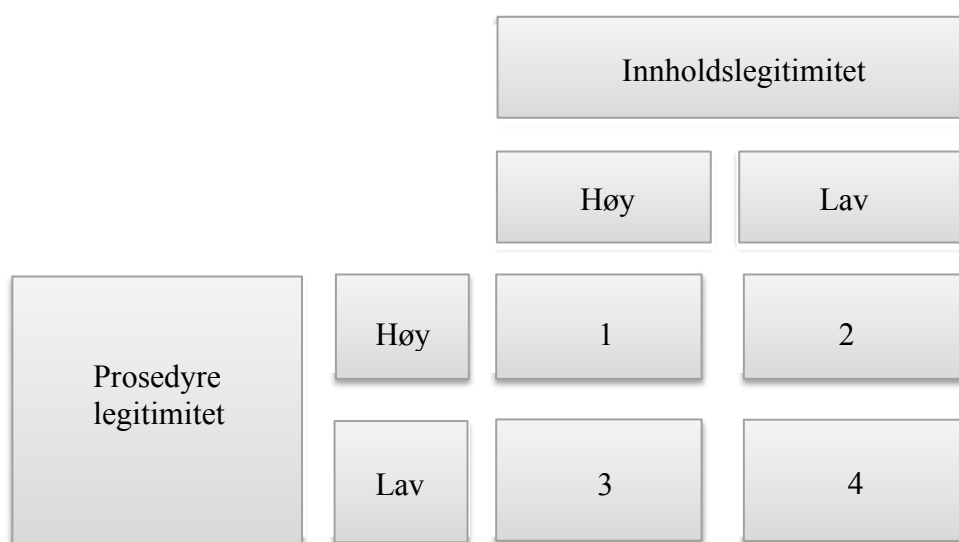 Innholdslegitimitet
Høy
Lav
Prosedyre
legitimitet
Høy
1
2
Lav
3
4